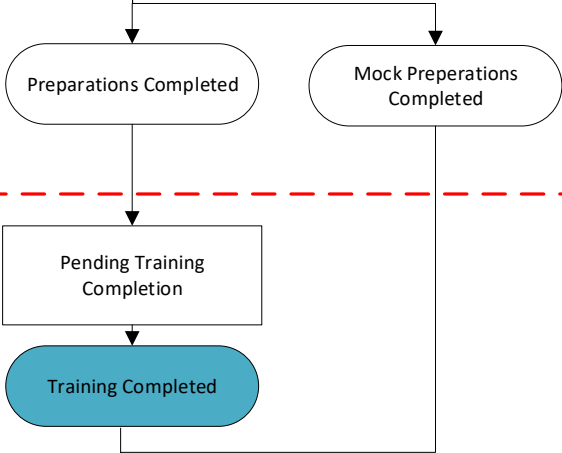 Preparations Completed
Mock Preperations
Completed
Pending Training
Completion
Training Completed